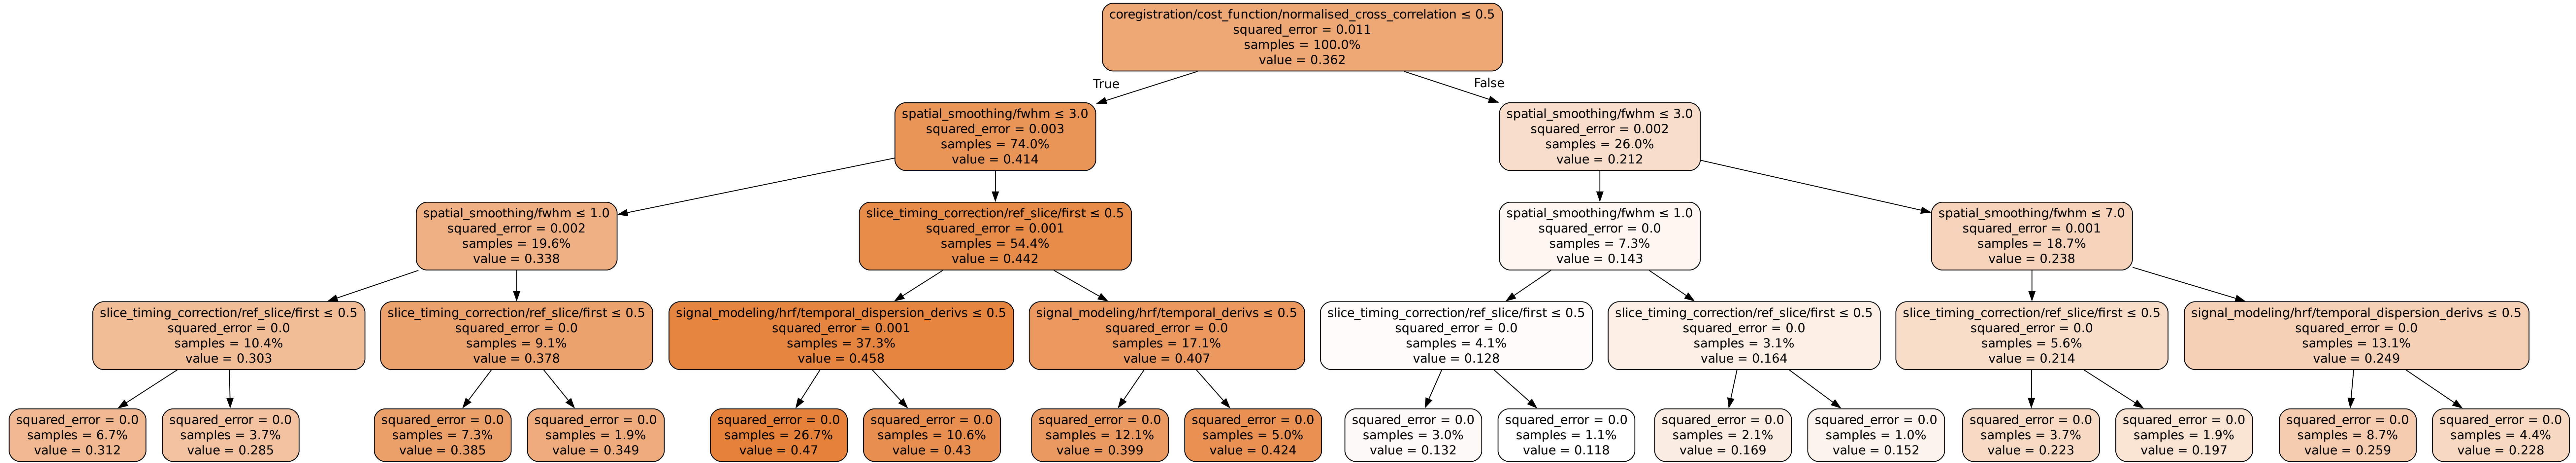 coregistration/cost_function/normalised_cross_correlation ≤ 0.5
squared_error = 0.011
samples = 100.0%
value = 0.362
True
False
spatial_smoothing/fwhm ≤ 3.0
squared_error = 0.003
samples = 74.0%
value = 0.414
spatial_smoothing/fwhm ≤ 3.0
squared_error = 0.002
samples = 26.0%
value = 0.212
spatial_smoothing/fwhm ≤ 1.0
squared_error = 0.002
samples = 19.6%
value = 0.338
slice_timing_correction/ref_slice/first ≤ 0.5
squared_error = 0.001
samples = 54.4%
value = 0.442
spatial_smoothing/fwhm ≤ 1.0
squared_error = 0.0
samples = 7.3%
value = 0.143
spatial_smoothing/fwhm ≤ 7.0
squared_error = 0.001
samples = 18.7%
value = 0.238
slice_timing_correction/ref_slice/first ≤ 0.5
squared_error = 0.0
samples = 10.4%
value = 0.303
slice_timing_correction/ref_slice/first ≤ 0.5
squared_error = 0.0
samples = 9.1%
value = 0.378
signal_modeling/hrf/temporal_dispersion_derivs ≤ 0.5
squared_error = 0.001
samples = 37.3%
value = 0.458
signal_modeling/hrf/temporal_derivs ≤ 0.5
squared_error = 0.0
samples = 17.1%
value = 0.407
slice_timing_correction/ref_slice/first ≤ 0.5
squared_error = 0.0
samples = 4.1%
value = 0.128
slice_timing_correction/ref_slice/first ≤ 0.5
squared_error = 0.0
samples = 3.1%
value = 0.164
slice_timing_correction/ref_slice/first ≤ 0.5
squared_error = 0.0
samples = 5.6%
value = 0.214
signal_modeling/hrf/temporal_dispersion_derivs ≤ 0.5
squared_error = 0.0
samples = 13.1%
value = 0.249
squared_error = 0.0
samples = 6.7%
value = 0.312
squared_error = 0.0
samples = 3.7%
value = 0.285
squared_error = 0.0
samples = 7.3%
value = 0.385
squared_error = 0.0
samples = 1.9%
value = 0.349
squared_error = 0.0
samples = 26.7%
value = 0.47
squared_error = 0.0
samples = 10.6%
value = 0.43
squared_error = 0.0
samples = 12.1%
value = 0.399
squared_error = 0.0
samples = 5.0%
value = 0.424
squared_error = 0.0
samples = 3.0%
value = 0.132
squared_error = 0.0
samples = 1.1%
value = 0.118
squared_error = 0.0
samples = 2.1%
value = 0.169
squared_error = 0.0
samples = 1.0%
value = 0.152
squared_error = 0.0
samples = 3.7%
value = 0.223
squared_error = 0.0
samples = 1.9%
value = 0.197
squared_error = 0.0
samples = 8.7%
value = 0.259
squared_error = 0.0
samples = 4.4%
value = 0.228